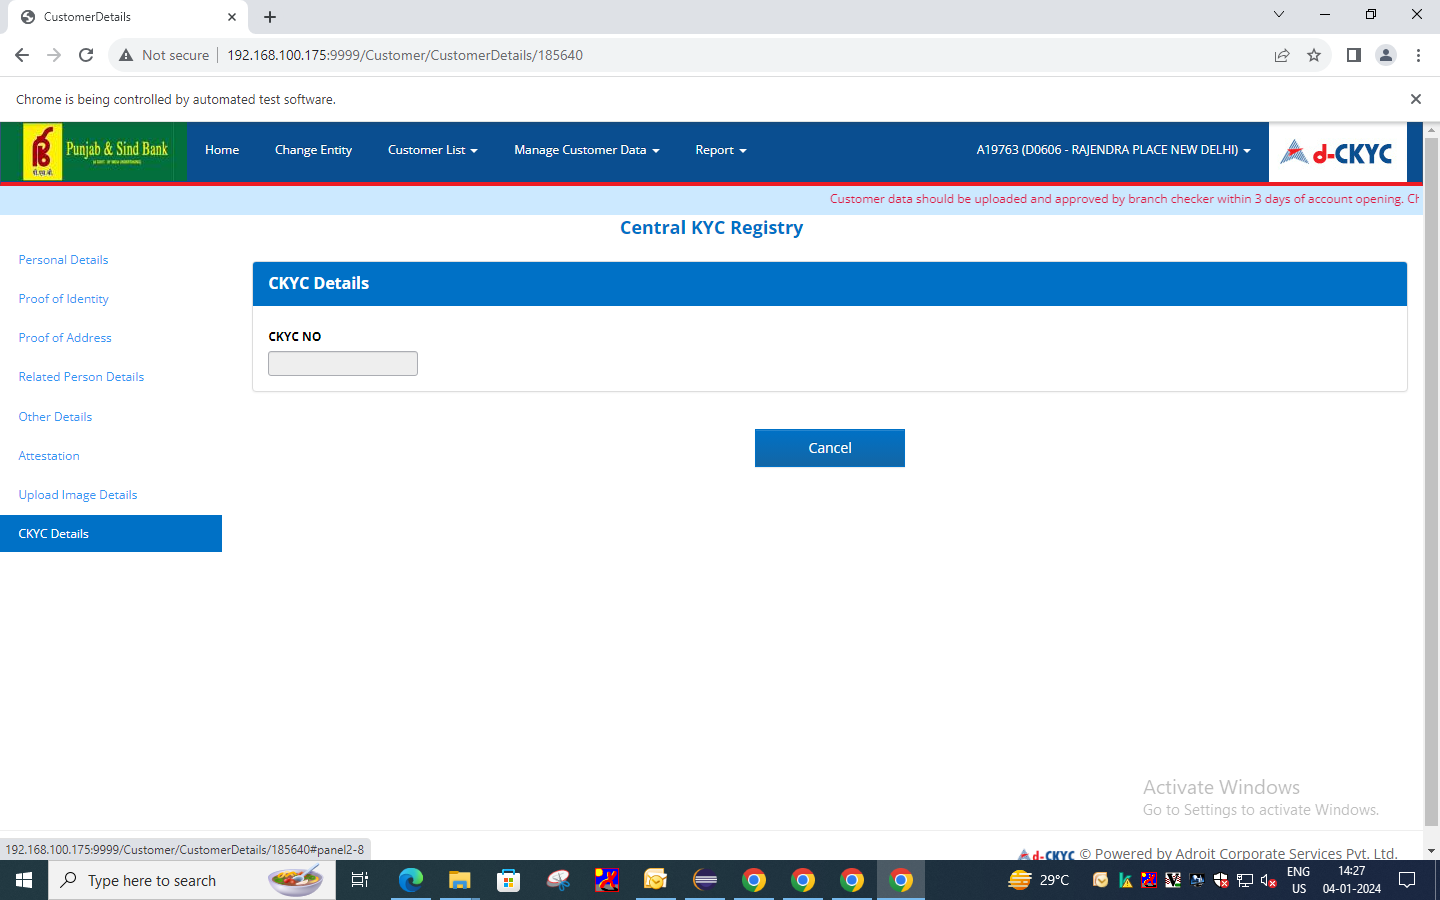 CustomerDetails
Not secure
192.168.100.175:9999/Customer/CustomerDetails/185640
Chrome is being controlled by automated test software.
पी.एस.बी.
Punjab & Sind Bank
Home
Change Entity
Customer List
Manage Customer Data
Report
A19763 (D0606 - RAJENDRA PLACE NEW DELHI)
d-CKYC
Customer data should be uploaded and approved by branch checker within 3 days of account opening.
Central KYC Registry
Personal Details
Proof of Identity
Proof of Address
Related Person Details
Other Details
Attestation
Upload Image Details
CKYC Details
CKYC Details
CKYC NO
Cancel
Activate Windows
Go to Settings to activate Windows.
192.168.100.175:9999/Customer/CustomerDetails/185640#panel2-8
d-CKYC © Powered by Adroit Corporate Services Pvt. Ltd.
Type here to search
29°C
ENG
US
14:27
04-01-2024